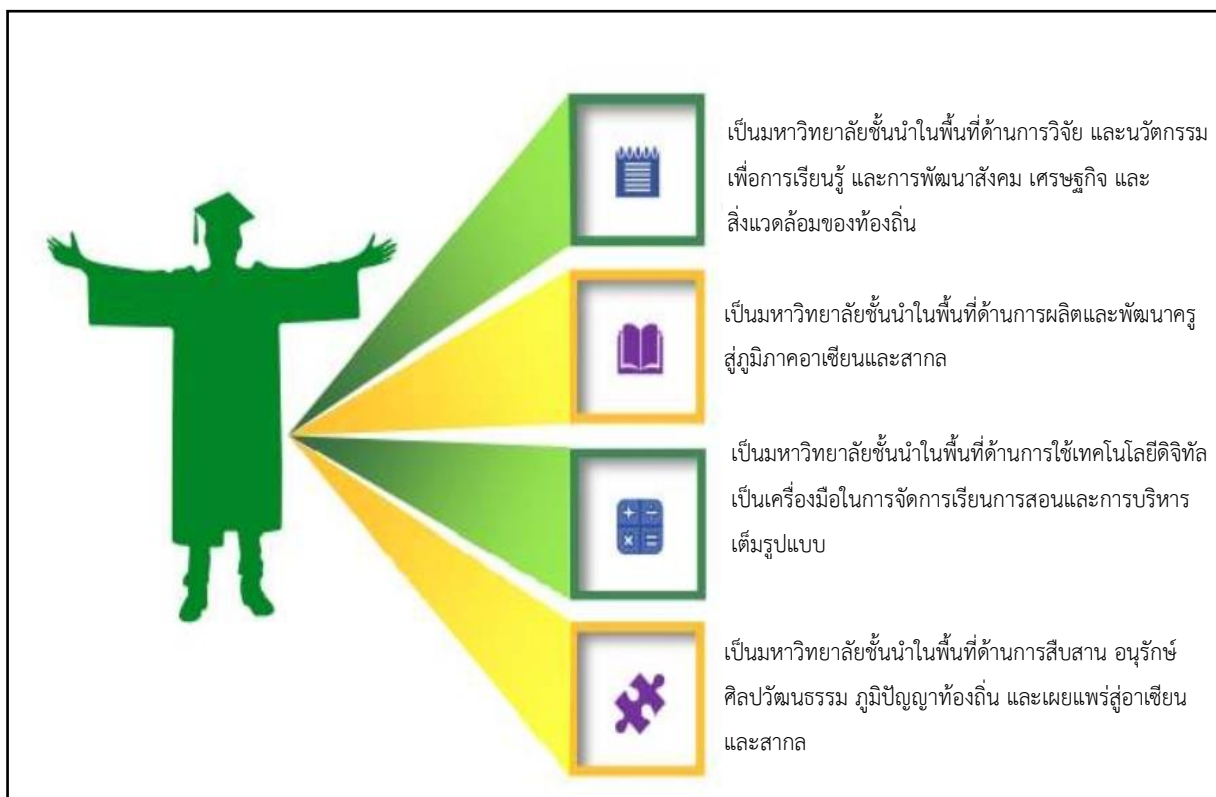 เป็นมหาวิทยาลัยชั้นนำในพื้นที่ด้านการวิจัย และนวัตกรรม
เพื่อการเรียนรู้ และการพัฒนาสังคม เศรษฐกิจ และ
สิ่งแวดล้อมของท้องถิ่น
เป็นมหาวิทยาลัยชั้นนำในพื้นที่ด้านการผลิตและพัฒนาครู
สู่ภูมิภาคอาเซียนและสากล
เป็นมหาวิทยาลัยชั้นนำในพื้นที่ด้านการใช้เทคโนโลยีดิจิทัล
เป็นเครื่องมือในการจัดการเรียนการสอนและการบริหาร
เต็มรูปแบบ
เป็นมหาวิทยาลัยชั้นนำในพื้นที่ด้านการสืบสาน อนุรักษ์
ศิลปวัฒนธรรม ภูมิปัญญาท้องถิ่น และเผยแพร่สู่อาเซียน
และสากล